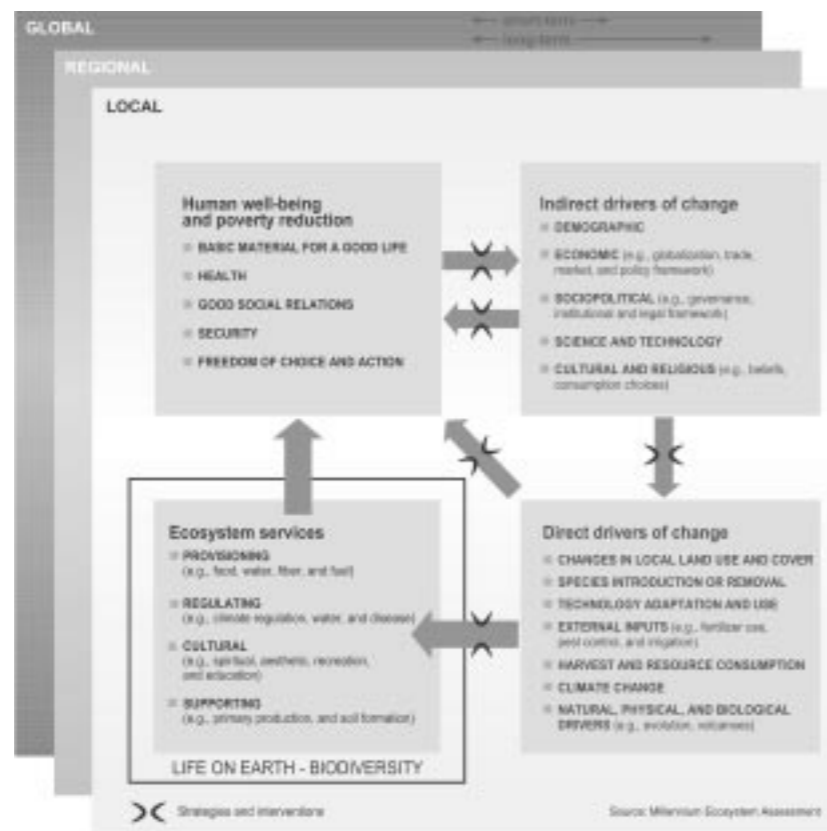 GLOBAL
short-term
long-term
REGIONAL
LOCAL
Human well-being
and poverty reduction
BASIC MATERIAL FOR A GOOD LIFE
HEALTH
GOOD SOCIAL RELATIONS
SECURITY
FREEDOM OF CHOICE AND ACTION
Indirect drivers of change
DEMOGRAPHIC
ECONOMIC (e.g., globalization, trade,
market, and policy framework)
SOCIOPOLITICAL (e.g., governance,
institutional and legal framework)
SCIENCE AND TECHNOLOGY
CULTURAL AND RELIGIOUS (e.g., beliefs,
consumption choices)
Ecosystem services
PROVISIONING
(e.g., food, water, fiber, and fuel)
REGULATING
(e.g., climate regulation, water, and disease)
CULTURAL
(e.g., spiritual, aesthetic, recreation,
and education)
SUPPORTING
(e.g., primary production, and soil formation)
LIFE ON EARTH - BIODIVERSITY
Direct drivers of change
CHANGES IN LOCAL LAND USE AND COVER
SPECIES INTRODUCTION OR REMOVAL
TECHNOLOGY ADAPTATION AND USE
EXTERNAL INPUTS (e.g., fertilizer use,
pest control, and irrigation)
HARVEST AND RESOURCE CONSUMPTION
CLIMATE CHANGE
NATURAL, PHYSICAL, AND BIOLOGICAL
DRIVERS (e.g., evolution, volcanoes)
Strategies and interventions
Source: Millennium Ecosystem Assessment